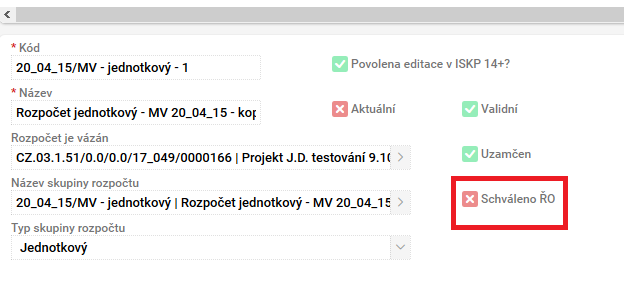 * Kód
20_04_15/MV - jednotkový - 1
Povolena editace v ISKP 14+?
* Název
Rozpočet jednotkový - MV 20_04_15 - kop
Aktuální
Validní
Rozpočet je vázán
CZ.03.1.51/0.0/0.0/17_049/0000166 | Projekt J.D. testování 9.10
Uzamčen
Název skupiny rozpočtu
20_04_15/MV - jednotkový | Rozpočet jednotkový - MV 20_04_15
Schváleno ŘO
Typ skupiny rozpočtu
Jednotkový